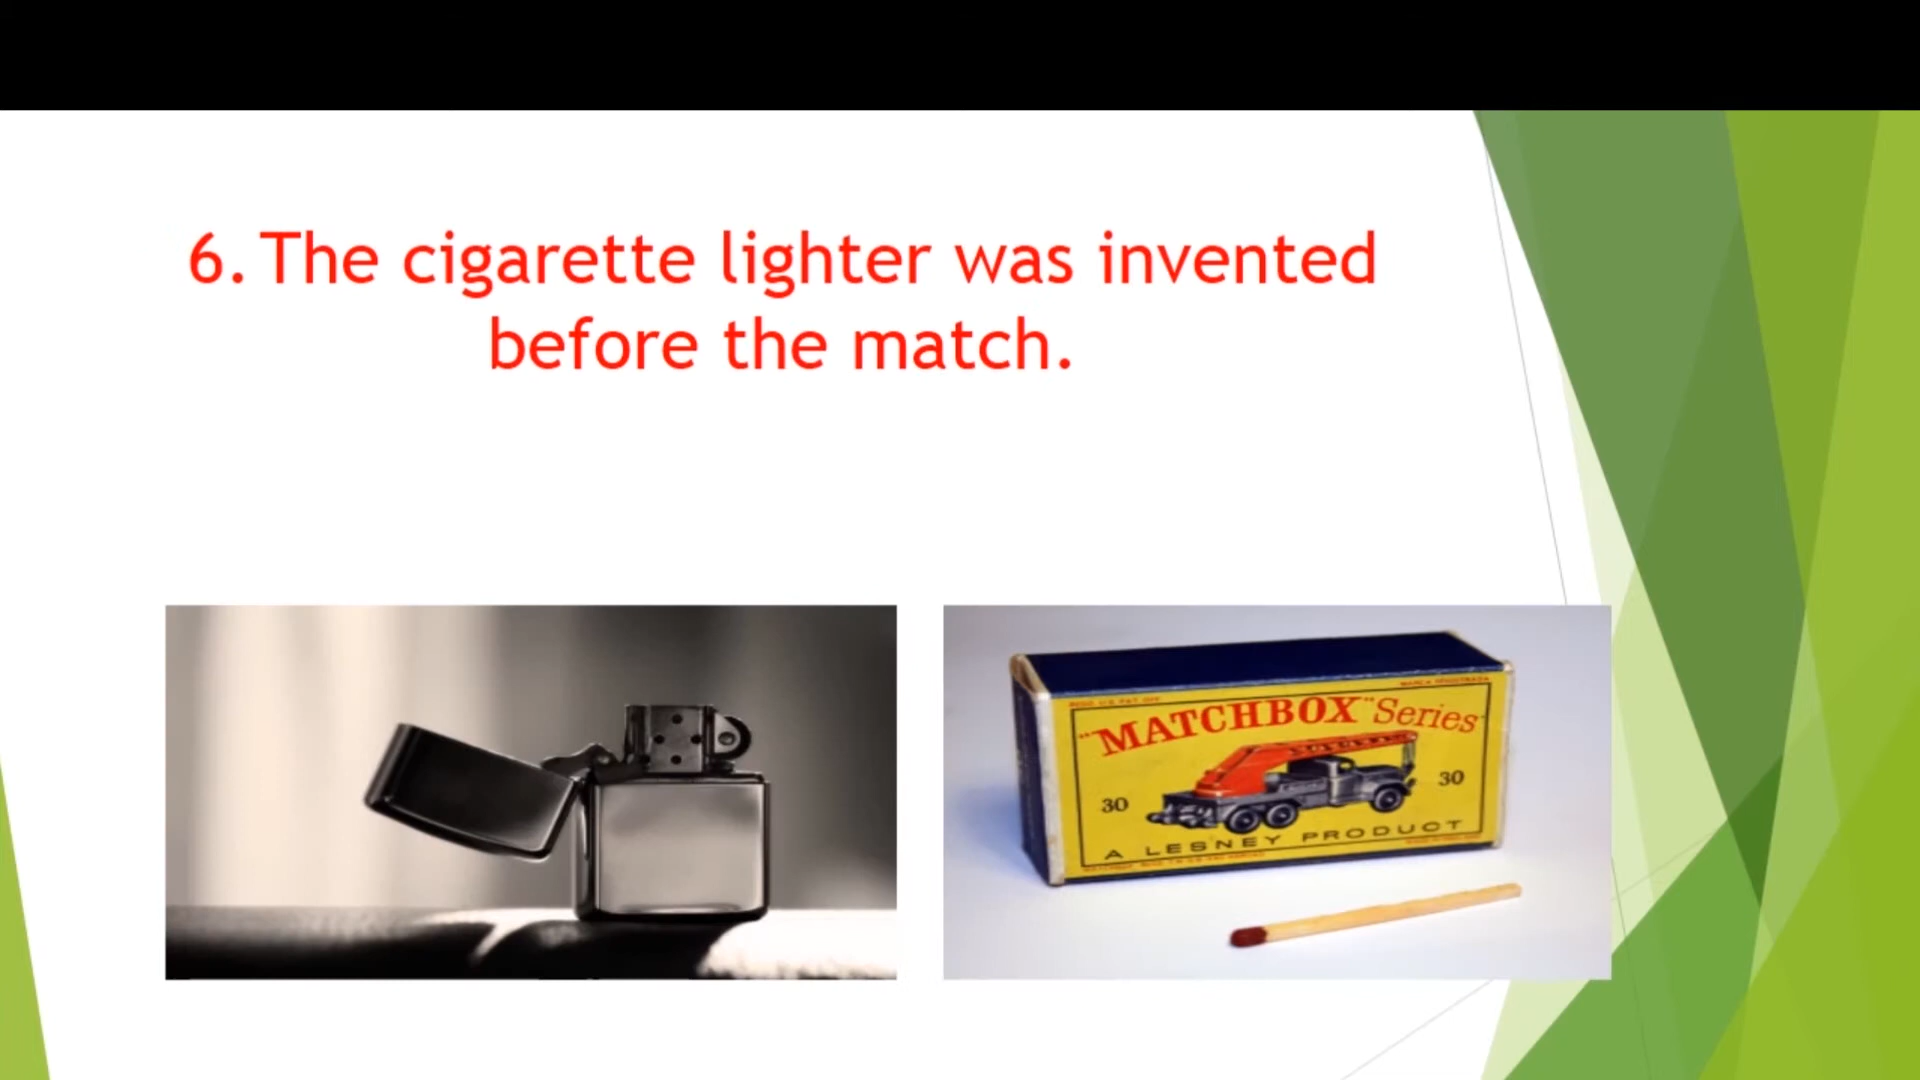 6. The cigarette lighter was invented
before the match.
"MATCHBOX" Series
30
30
A LESNEY PRODUCT